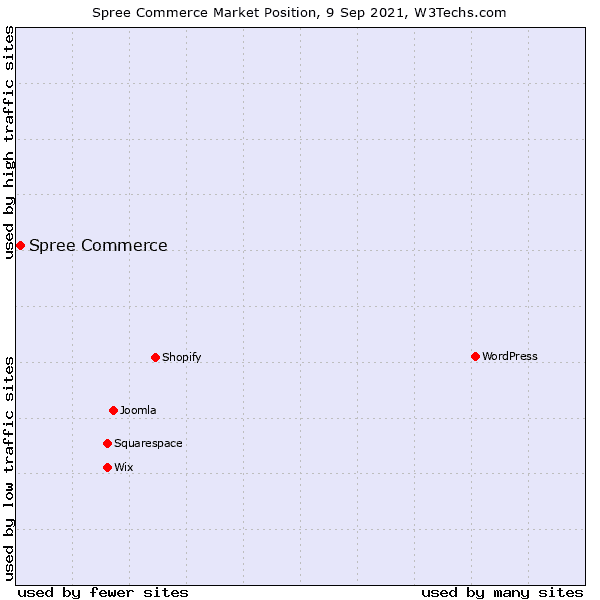 Spree Commerce Market Position, 9 Sep 2021, W3Techs.com
used by high traffic sites
Spree Commerce
Shopify
WordPress
Joomla
Squarespace
Wix
used by low traffic sites
used by fewer sites
used by many sites